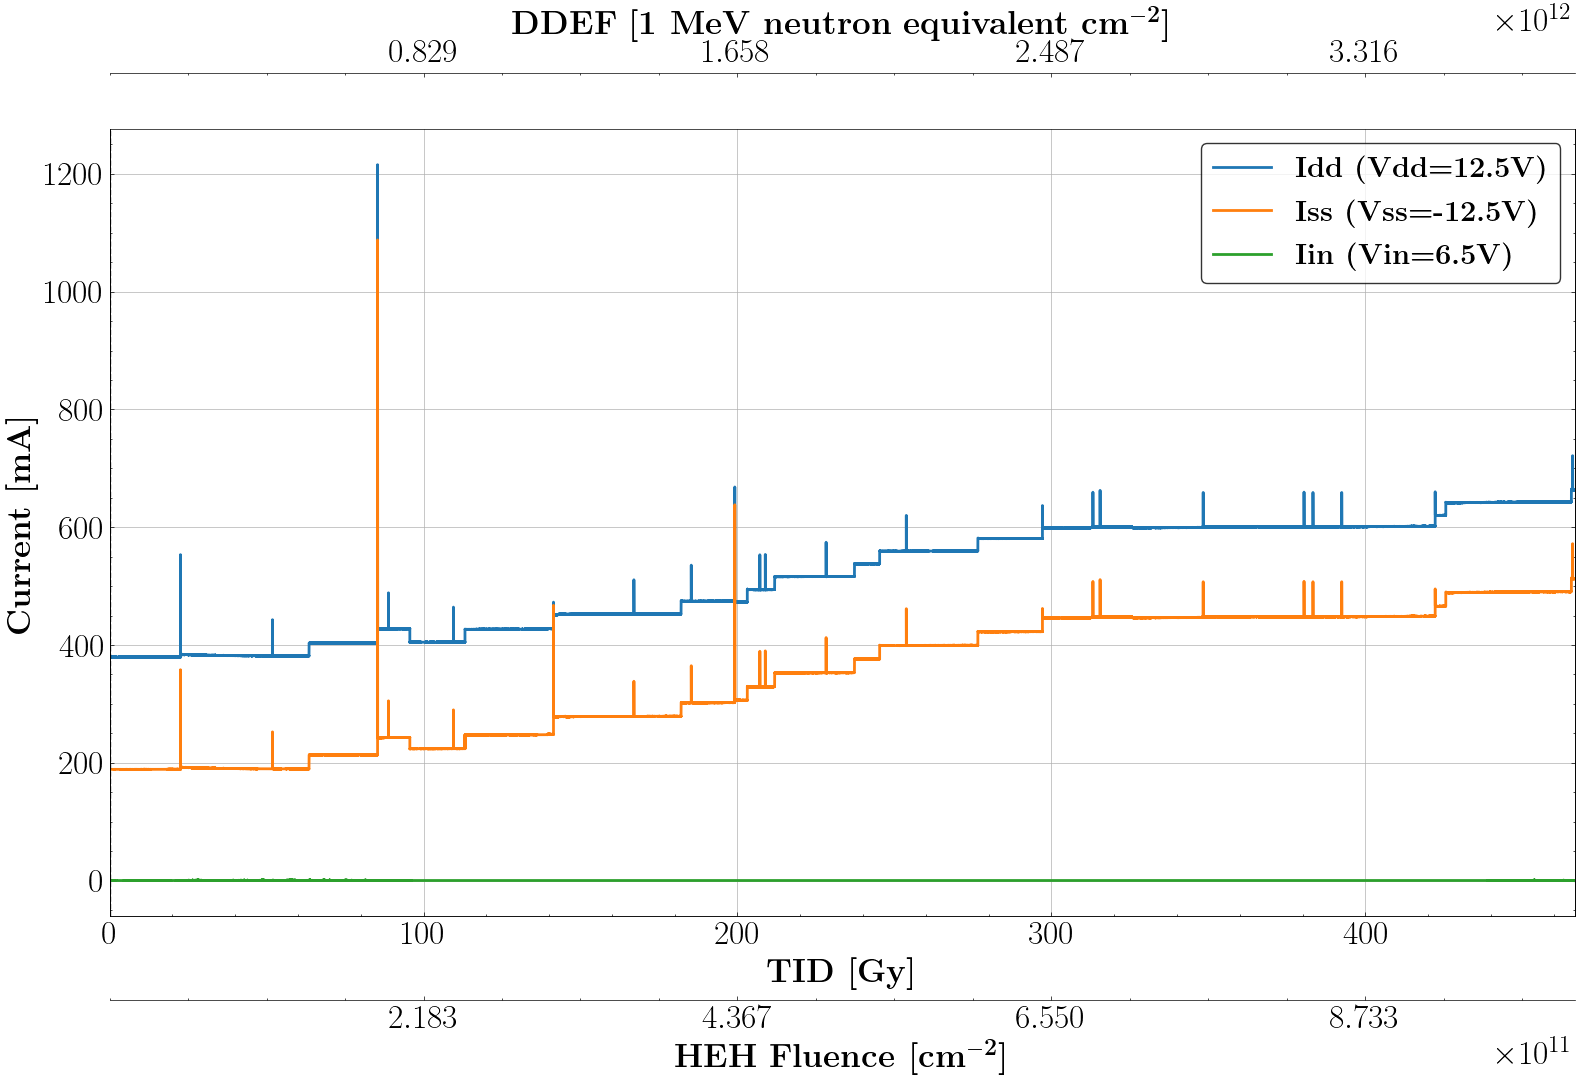 DDEF [1 MeV neutron equivalent cm⁻²]
×10¹²
0.829 1.658 2.487 3.316
1200
1000
800
600
400
200
0
Current [mA]
Idd (Vdd=12.5V)
Iss (Vss=-12.5V)
Iin (Vin=6.5V)
0 100 200 300 400
TID [Gy]
2.183 4.367 6.550 8.733
HEH Fluence [cm⁻²]
×10¹¹